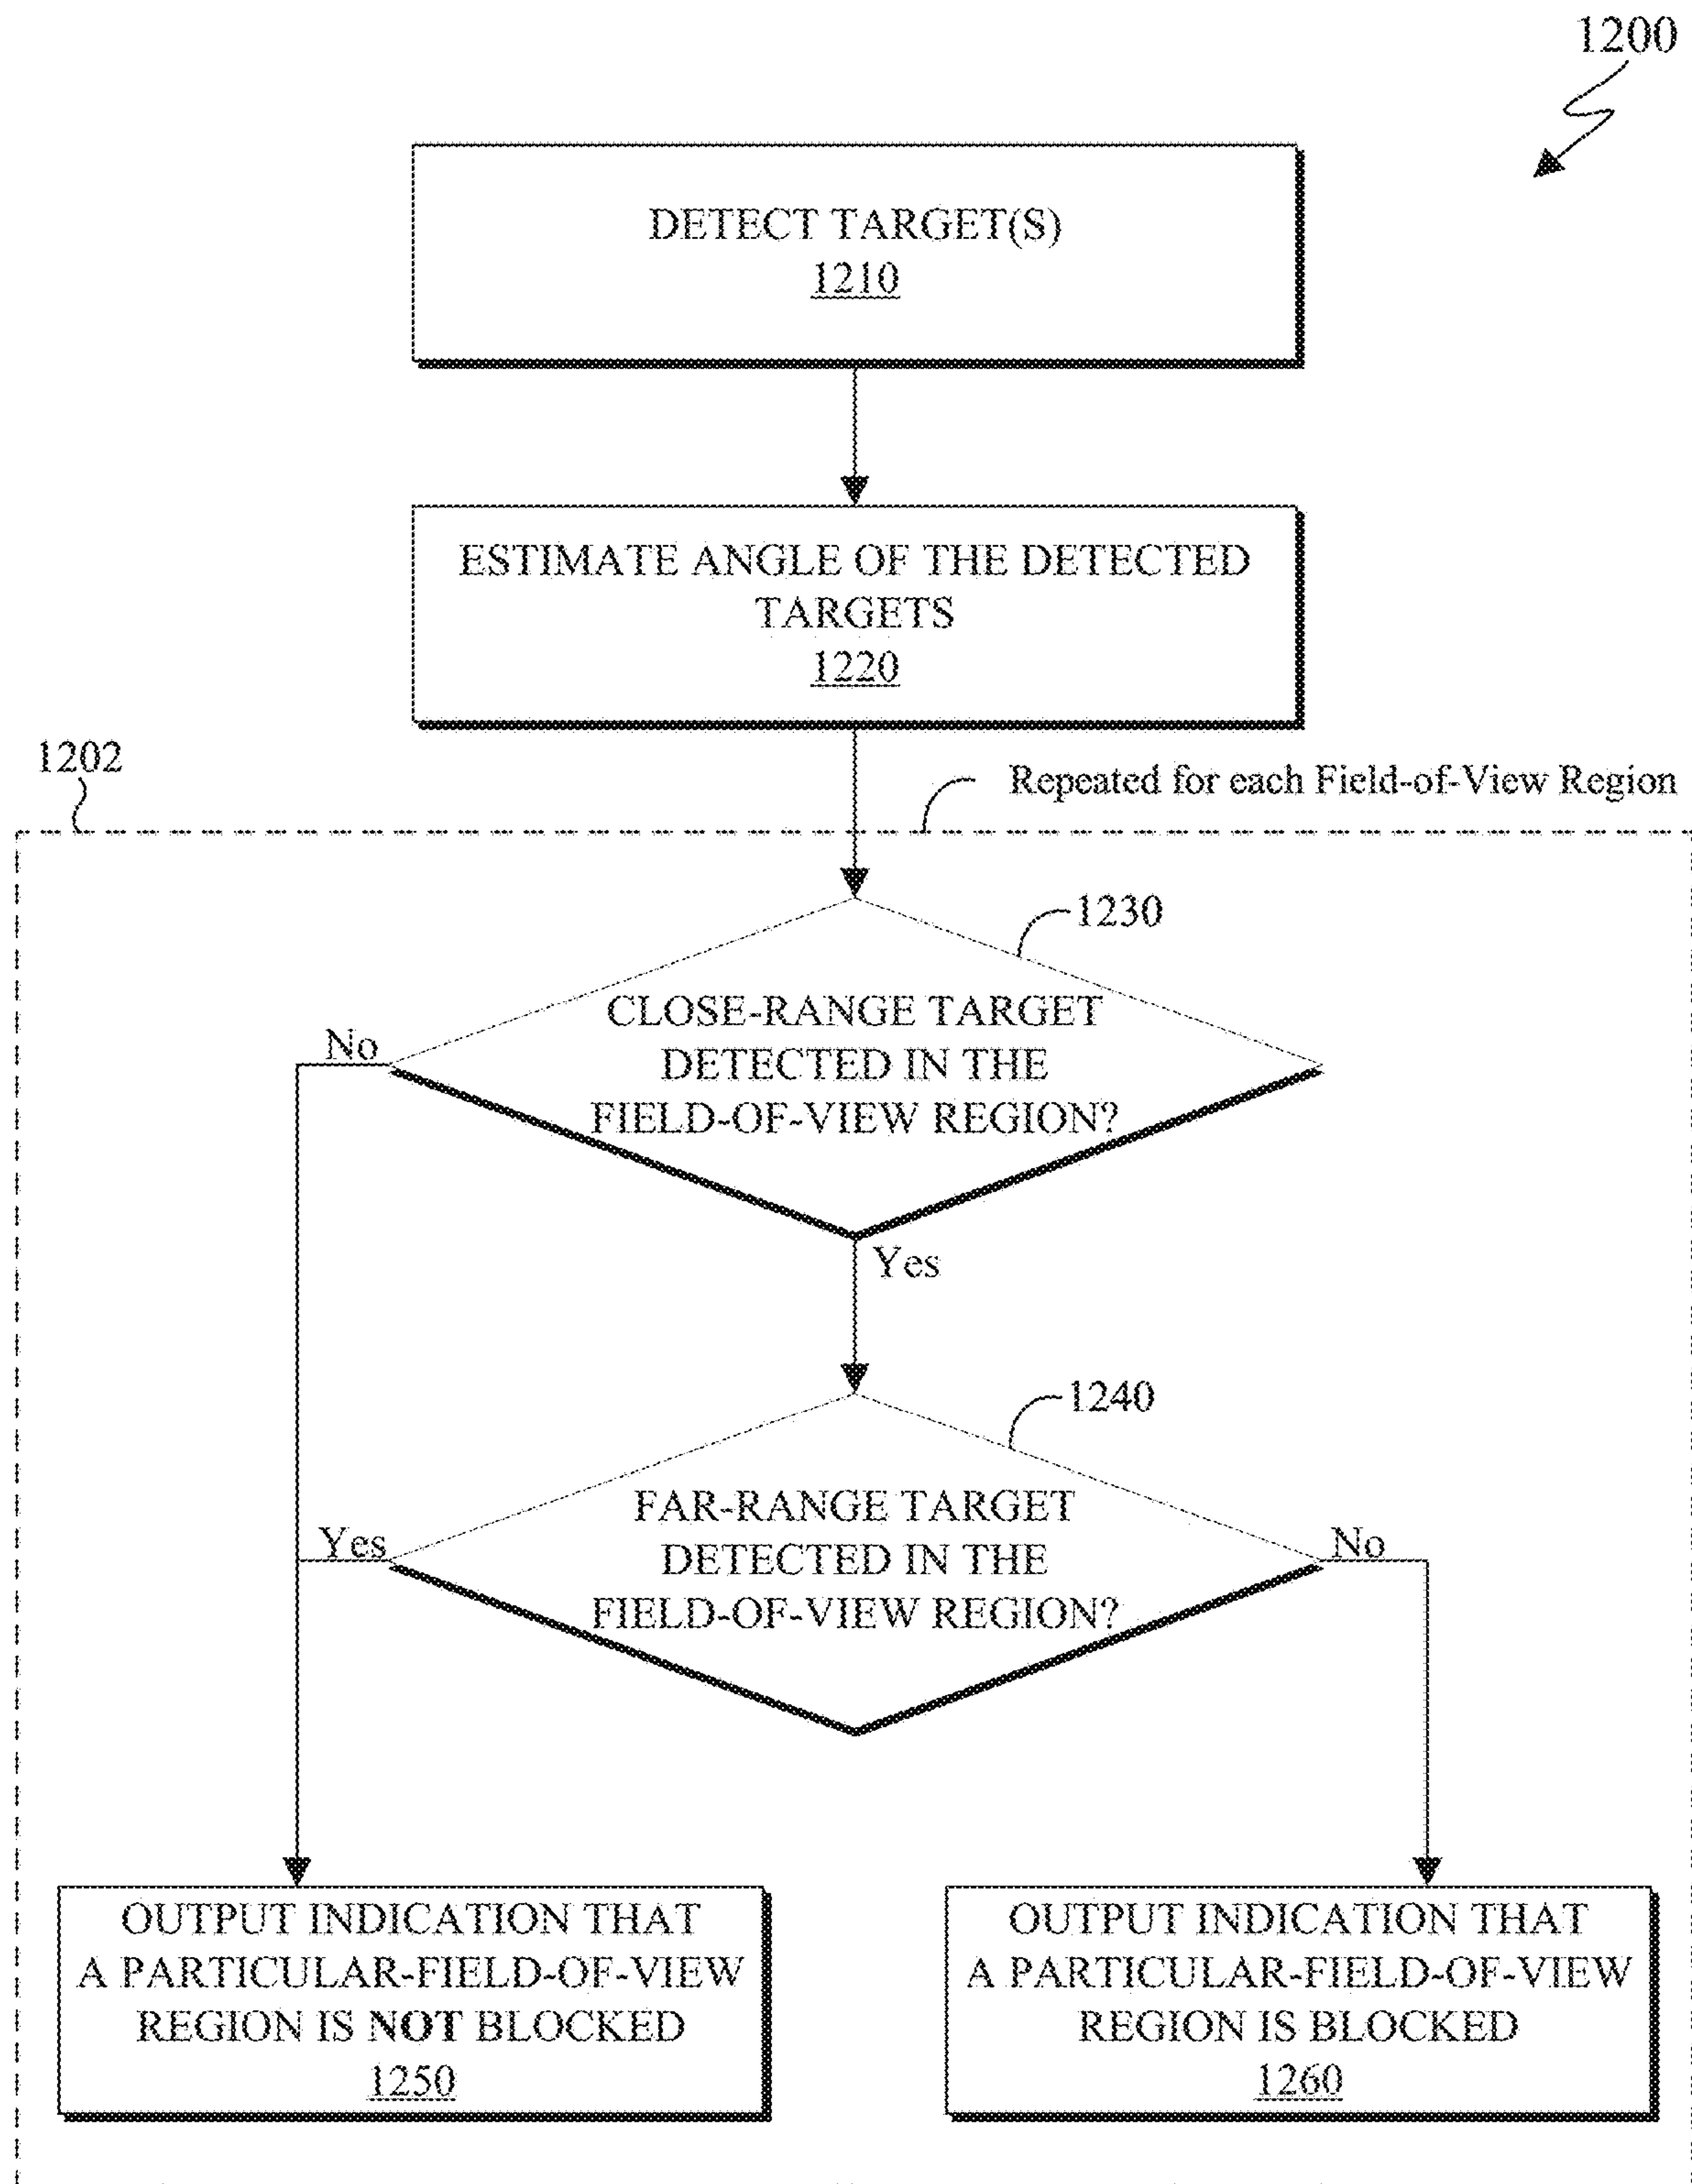 1200
DETECT TARGET(S)
1210
ESTIMATE ANGLE OF THE DETECTED
TARGETS
1220
1202
Repeated for each Field-of-View Region
1230
CLOSE-RANGE TARGET
DETECTED IN THE
FIELD-OF-VIEW REGION?
No
Yes
1240
FAR-RANGE TARGET
DETECTED IN THE
FIELD-OF-VIEW REGION?
Yes
No
OUTPUT INDICATION THAT
A PARTICULAR-FIELD-OF-VIEW
REGION IS NOT BLOCKED
1250
OUTPUT INDICATION THAT
A PARTICULAR-FIELD-OF-VIEW
REGION IS BLOCKED
1260